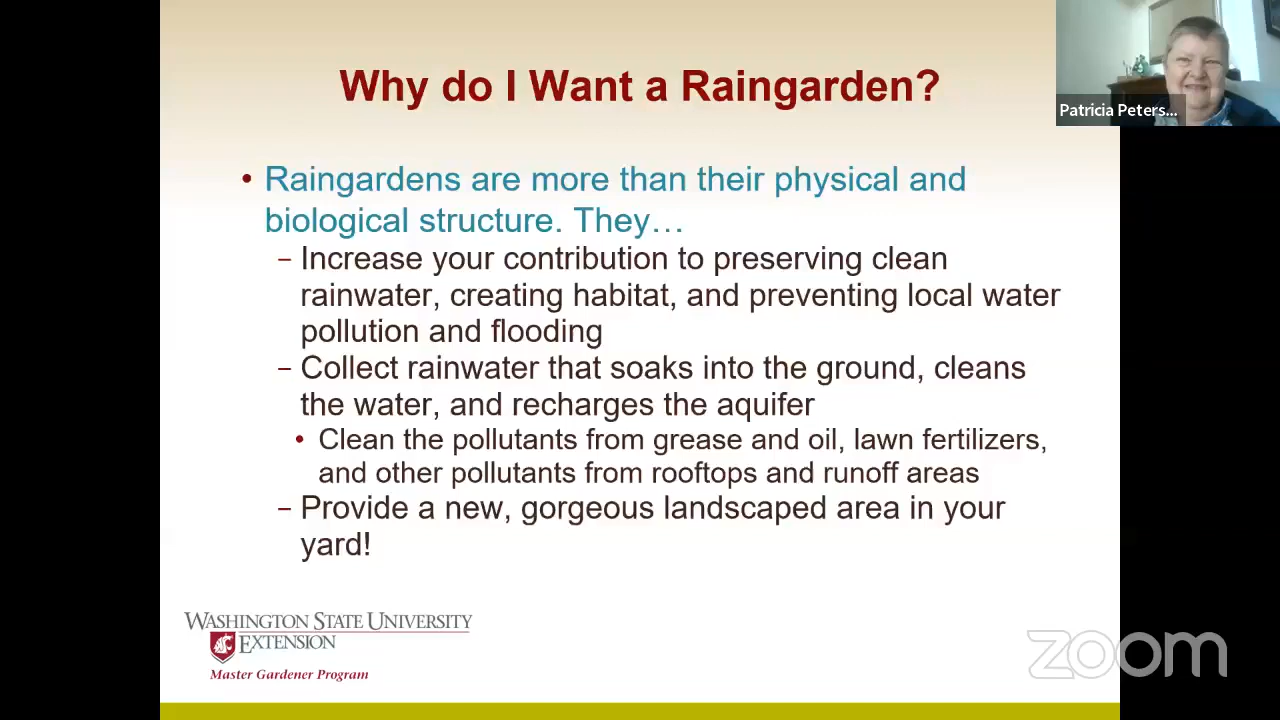 Why do I Want a Raingarden?
Patricia Peters...
• Raingardens are more than their physical and
biological structure. They…
– Increase your contribution to preserving clean
rainwater, creating habitat, and preventing local water
pollution and flooding
– Collect rainwater that soaks into the ground, cleans
the water, and recharges the aquifer
• Clean the pollutants from grease and oil, lawn fertilizers,
and other pollutants from rooftops and runoff areas
– Provide a new, gorgeous landscaped area in your
yard!
WASHINGTON STATE UNIVERSITY
EXTENSION
Master Gardener Program
zoom